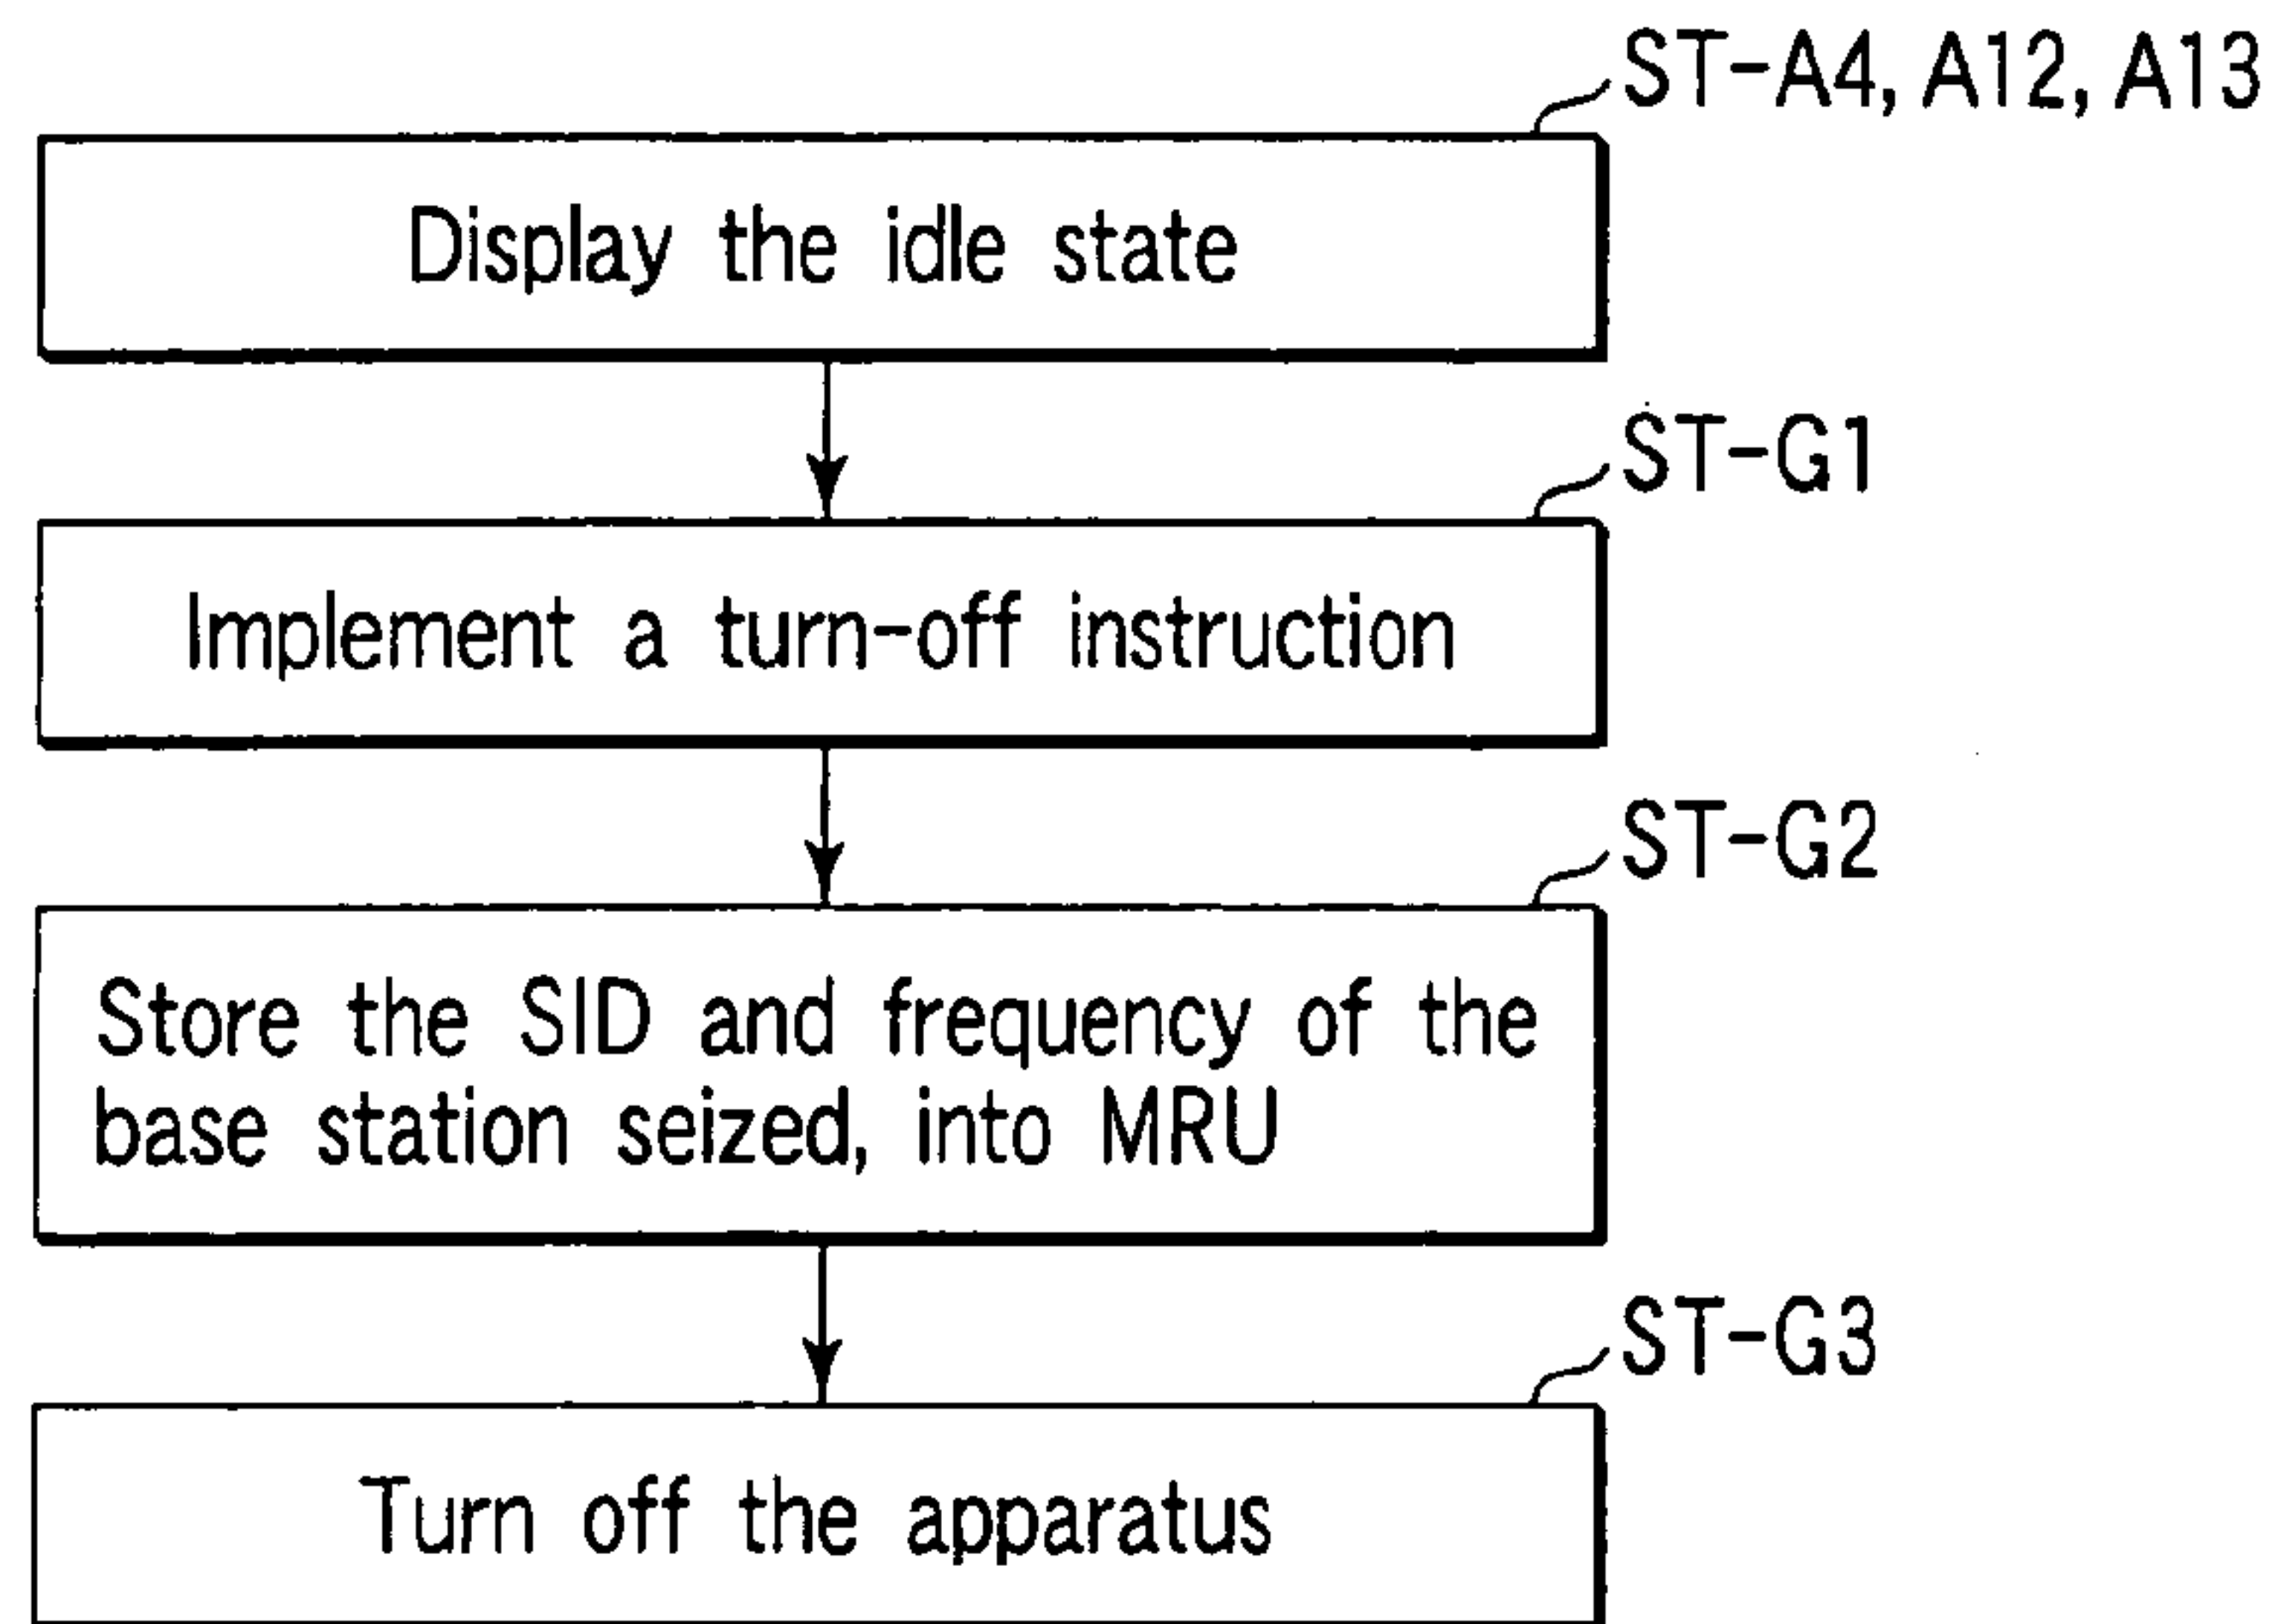 ST-A4, A12, A13
Display the idle state
ST-G1
Implement a turn-off instruction
ST-G2
Store the SID and frequency of the
base station seized, into MRU
ST-G3
Turn off the apparatus